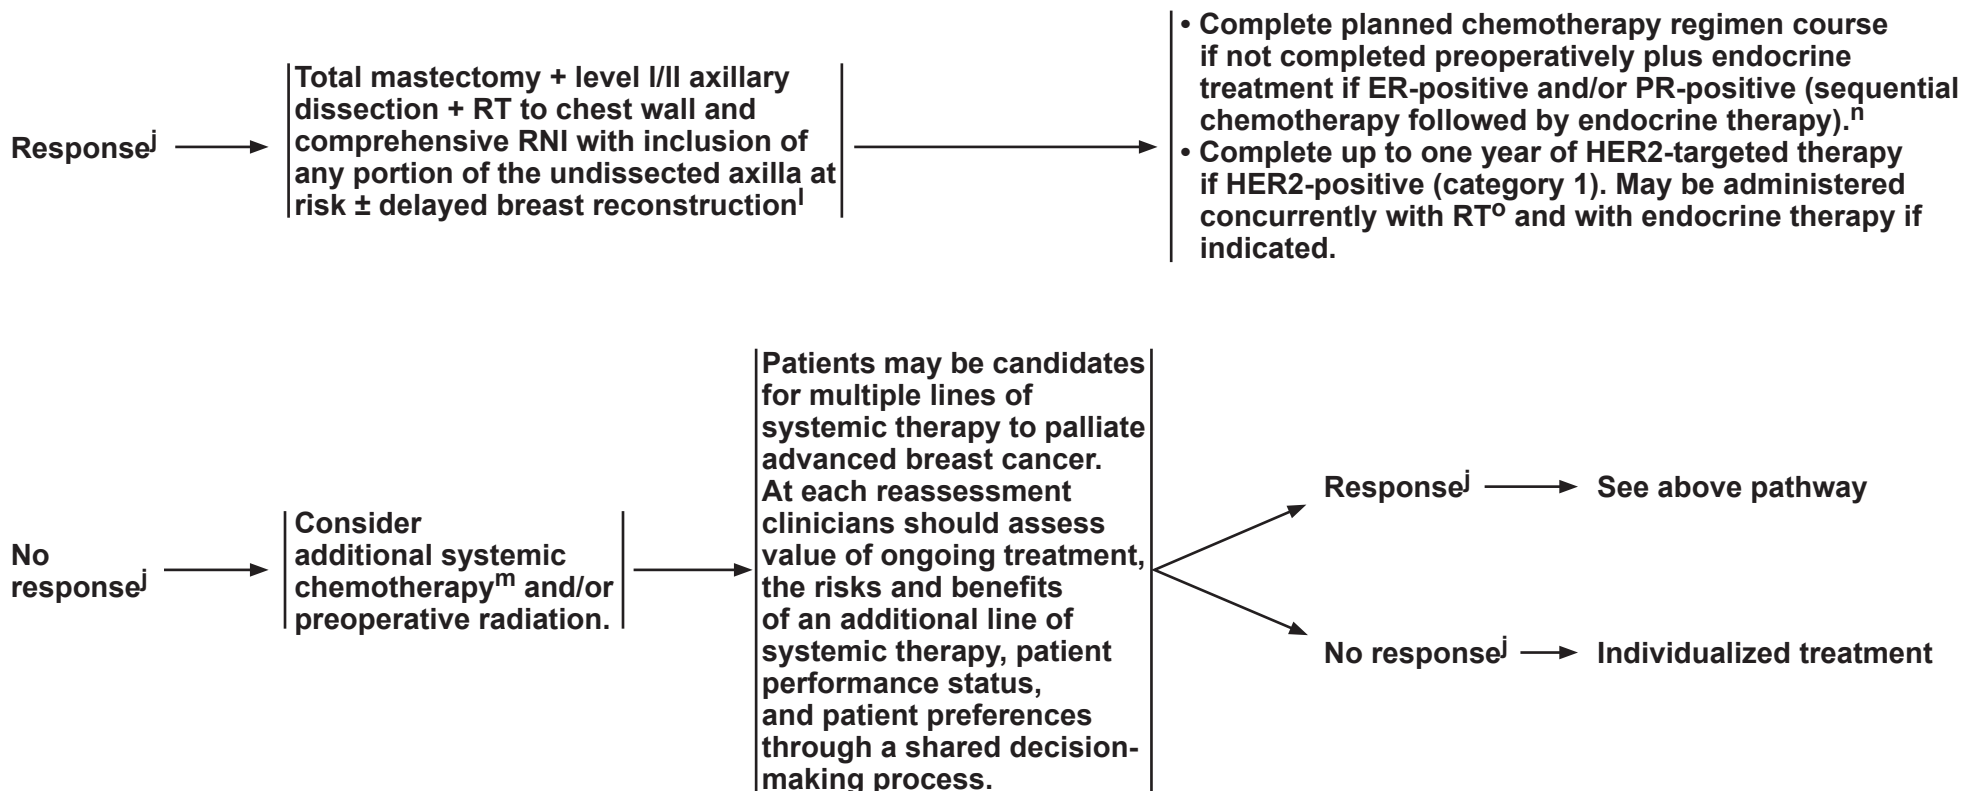 Responseʲ
Total mastectomy + level I/II axillary
dissection + RT to chest wall and
comprehensive RNI with inclusion of
any portion of the undissected axilla at
risk ± delayed breast reconstructionˡ
• Complete planned chemotherapy regimen course
if not completed preoperatively plus endocrine
treatment if ER-positive and/or PR-positive (sequential
chemotherapy followed by endocrine therapy).ⁿ
• Complete up to one year of HER2-targeted therapy
if HER2-positive (category 1). May be administered
concurrently with RTᵒ and with endocrine therapy if
indicated.
No
responseʲ
Consider
additional systemic
chemotherapyᵐ and/or
preoperative radiation.
Patients may be candidates
for multiple lines of
systemic therapy to palliate
advanced breast cancer.
At each reassessment
clinicians should assess
value of ongoing treatment,
the risks and benefits
of an additional line of
systemic therapy, patient
performance status,
and patient preferences
through a shared decision-
making process.
Responseʲ
See above pathway
No responseʲ
Individualized treatment